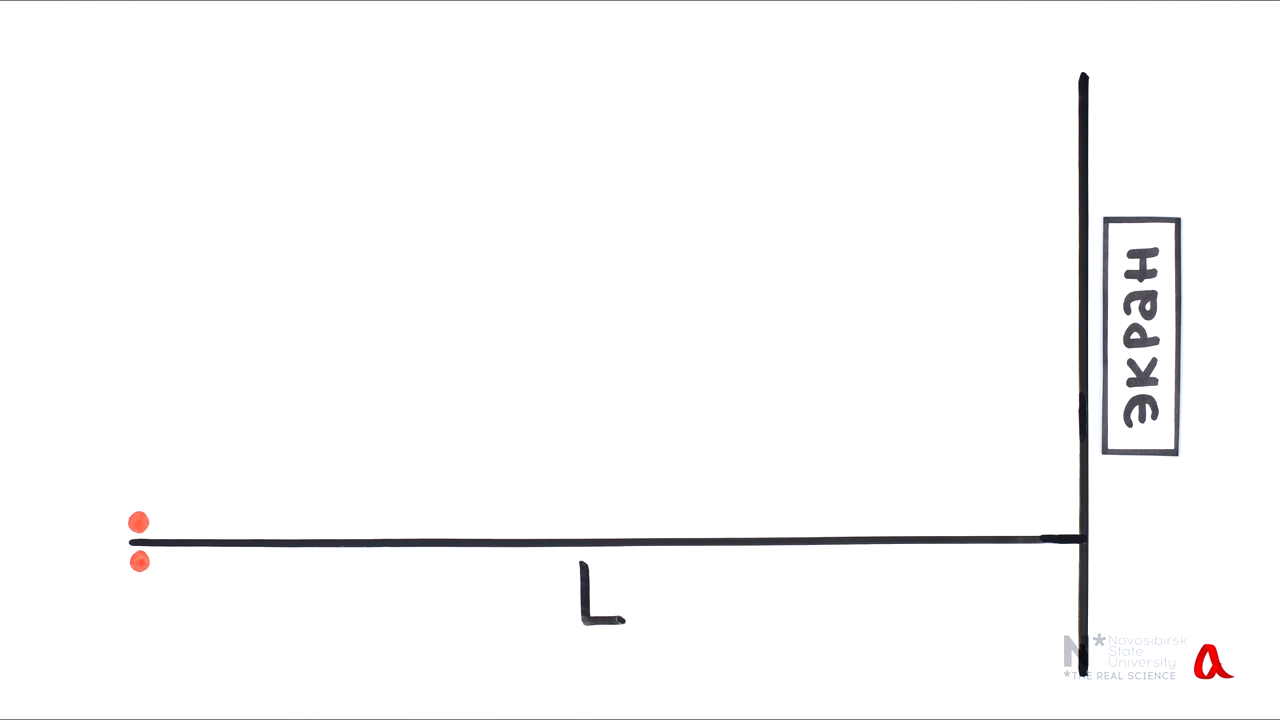 экран
L
N* Novosibirsk
State
University
*THE REAL SCIENCE
a